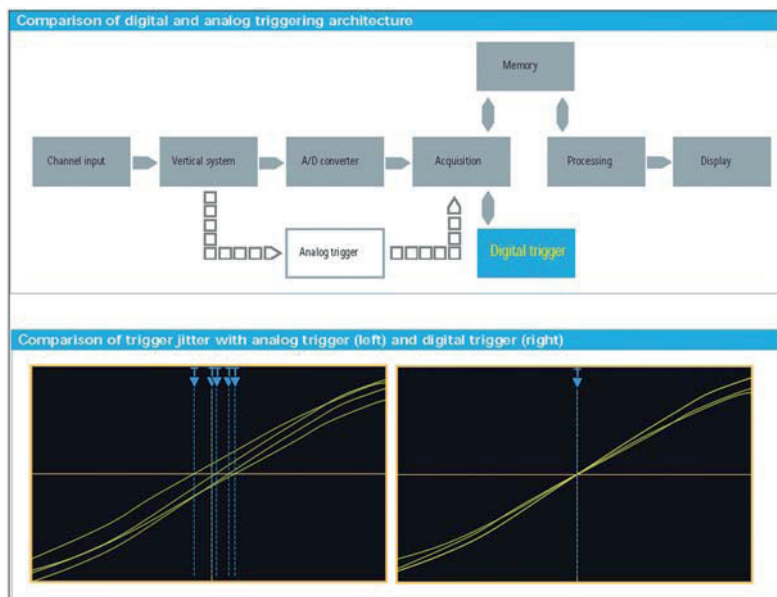 Comparison of digital and analog triggering architecture
Memory
Channel input
Vertical system
A/D converter
Acquisition
Processing
Display
Analog trigger
Digital trigger
Comparison of trigger jitter with analog trigger (left) and digital trigger (right)
T T T T T
T